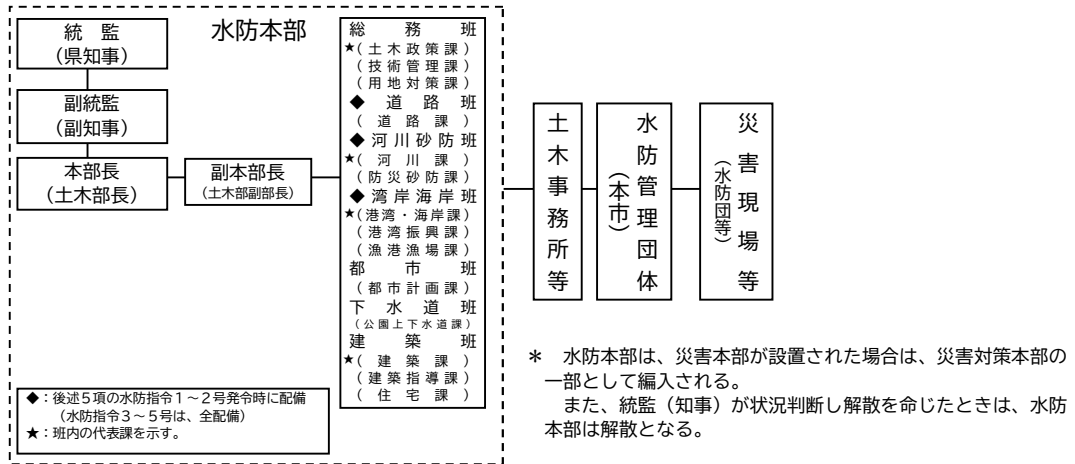 水防本部
統 監
(県知事)
副統監
(副知事)
本部長
(土木部長)
副本部長
(土木部副部長)
総務班
★(土木政策課)
(技術管理課)
(用地対策課)
◆道路班
(道路課)
◆河川砂防班
★(河川課)
(防災砂防課)
◆湾岸海岸班
★(港湾・海岸課)
(港湾振興課)
(漁港漁場課)
都市班
(都市計画課)
下水道班
(公園上下水道課)
建築班
★(建築課)
(建築指導課)
(住宅課)
◆:後述5項の水防指令1~2号発令時に配備
(水防指令3~5号は、全配備)
★:班内の代表課を示す。
土木事務所等
水防管理団体
(本市)
災害現場等
(水防団等)
* 水防本部は、災害本部が設置された場合は、災害対策本部の
一部として編入される。
また、統監(知事)が状況判断し解散を命じたときは、水防
本部は解散となる。